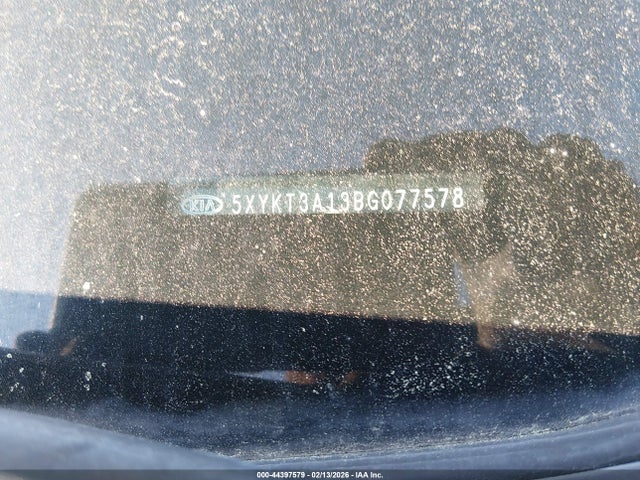 KIA 5XYKT3A13BG077578
000-44397579 - 02/13/2026 - IAA Inc.